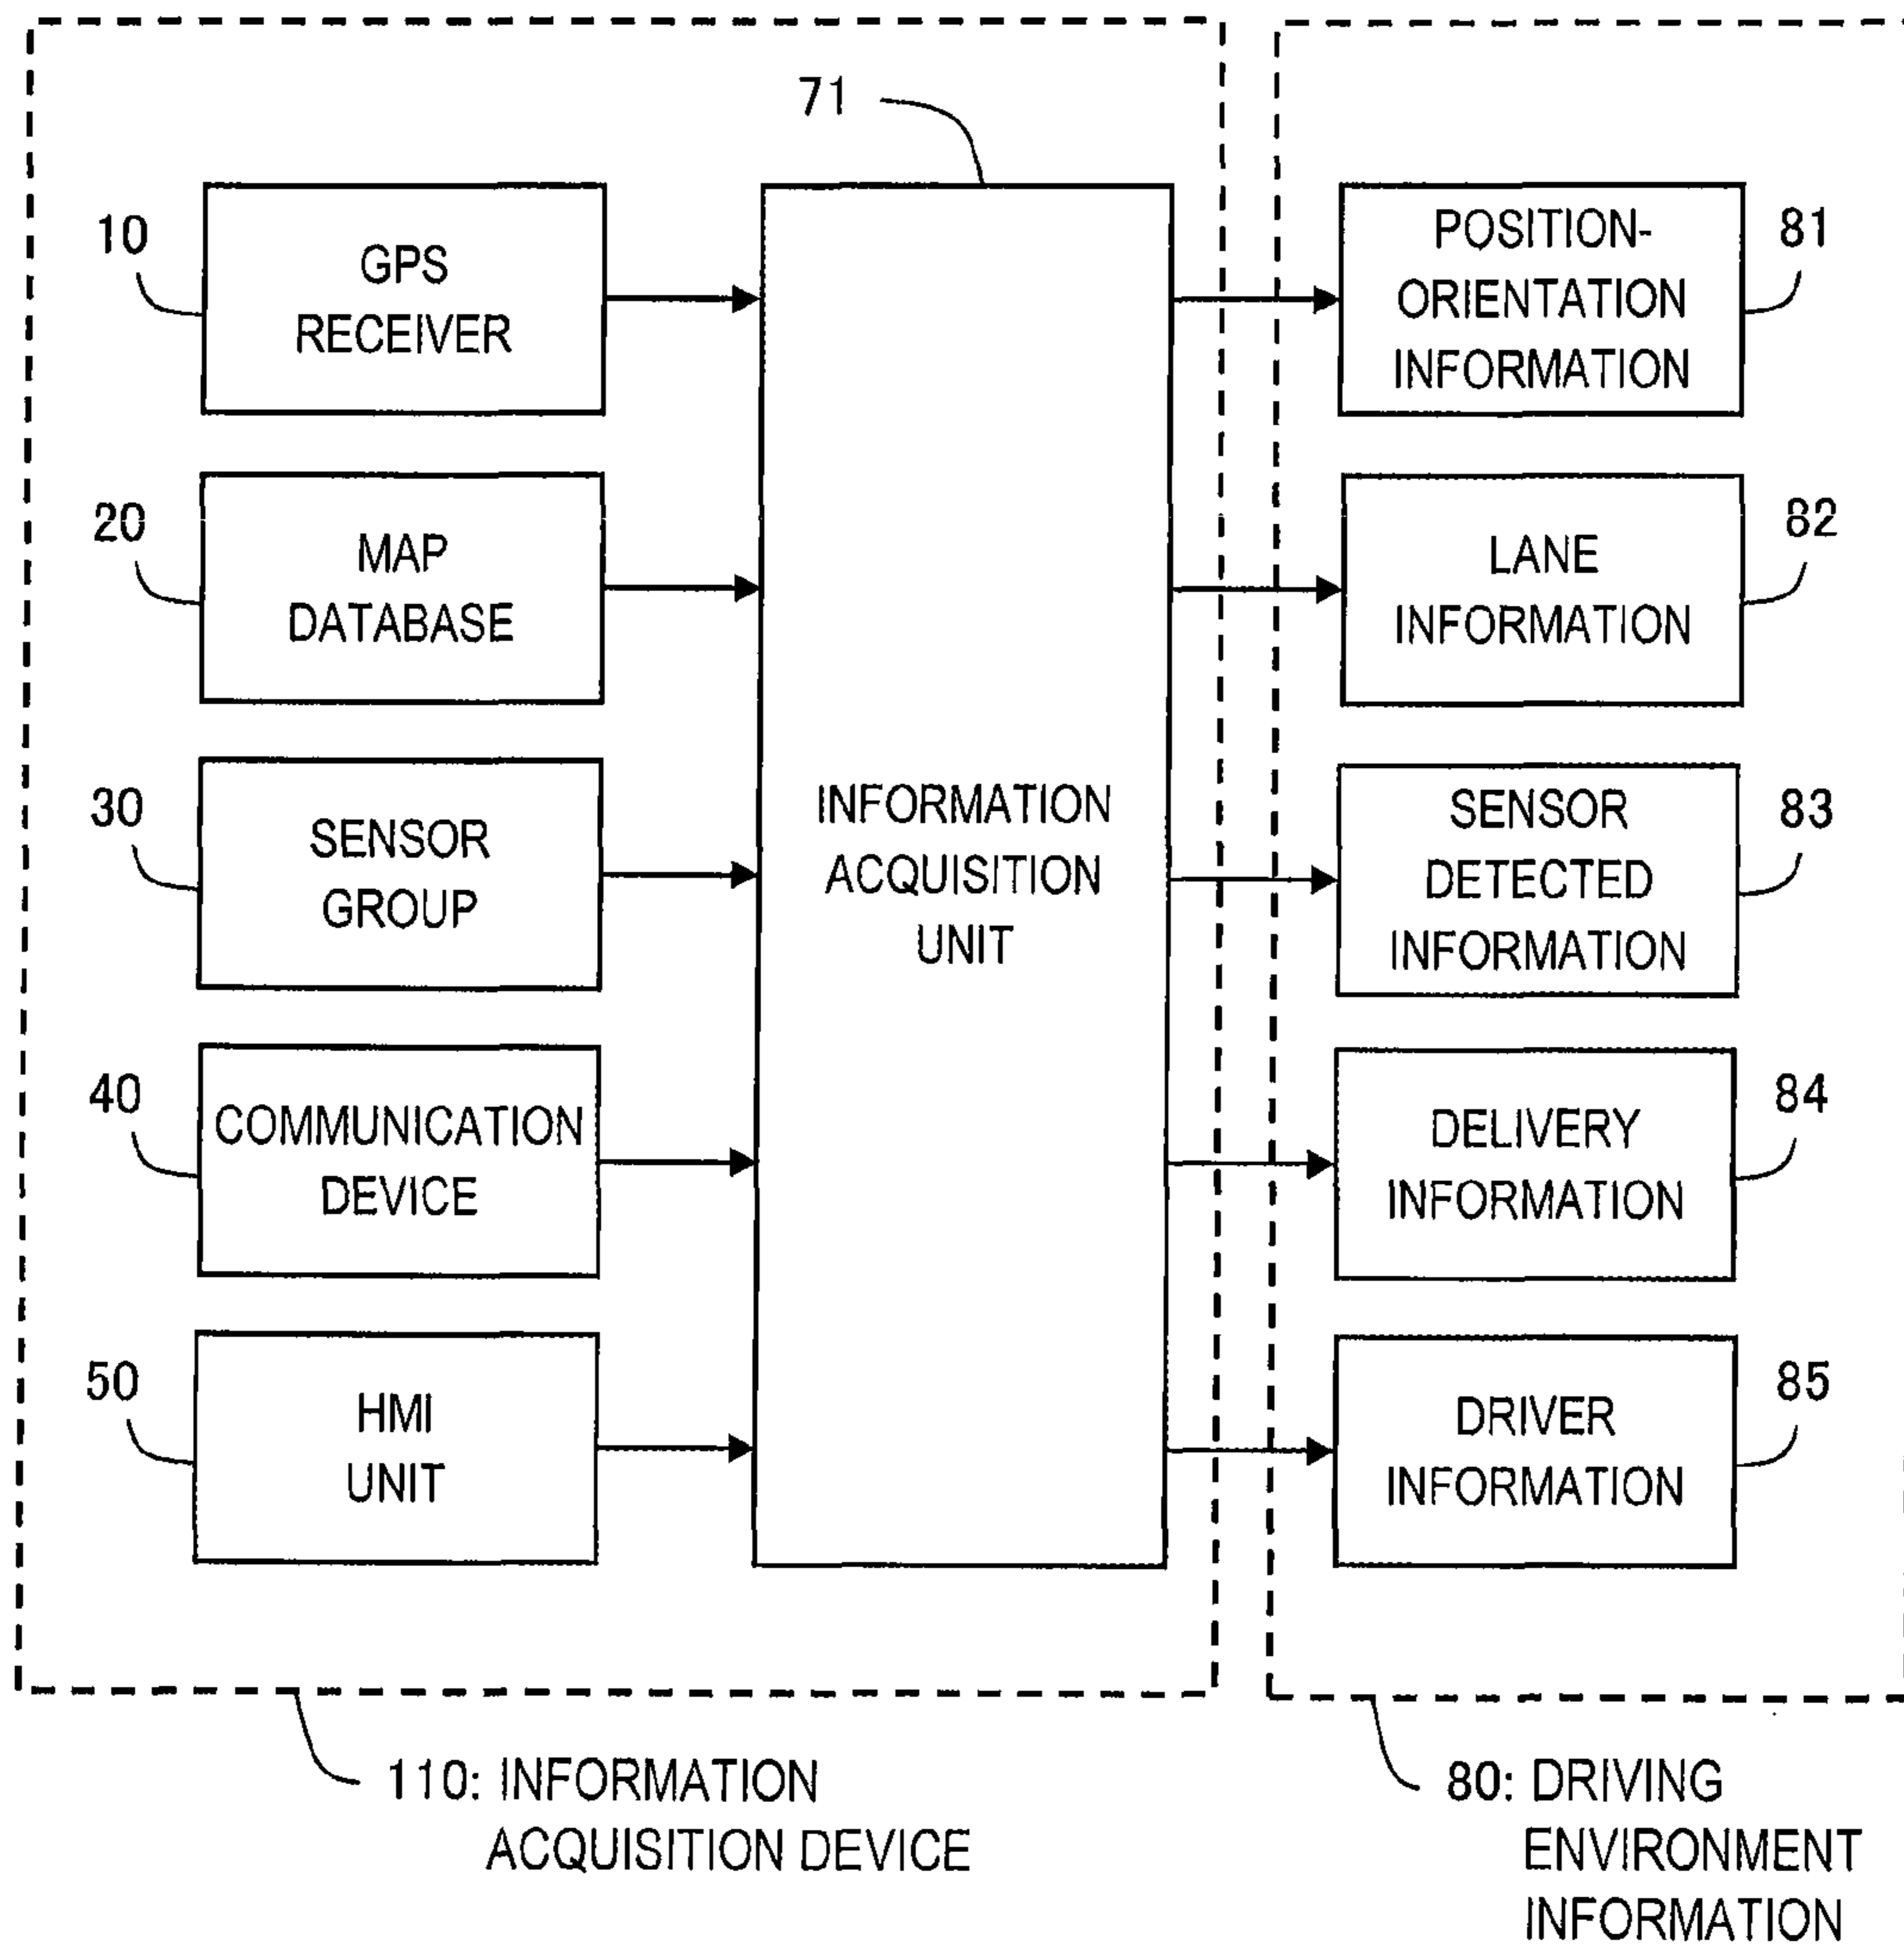 71
10
GPS
RECEIVER
POSITION-
ORIENTATION
INFORMATION
81
20
MAP
DATABASE
LANE
INFORMATION
82
30
SENSOR
GROUP
INFORMATION
ACQUISITION
UNIT
SENSOR
DETECTED
INFORMATION
83
40
COMMUNICATION
DEVICE
DELIVERY
INFORMATION
84
50
HMI
UNIT
DRIVER
INFORMATION
85
110: INFORMATION
ACQUISITION DEVICE
80: DRIVING
ENVIRONMENT
INFORMATION